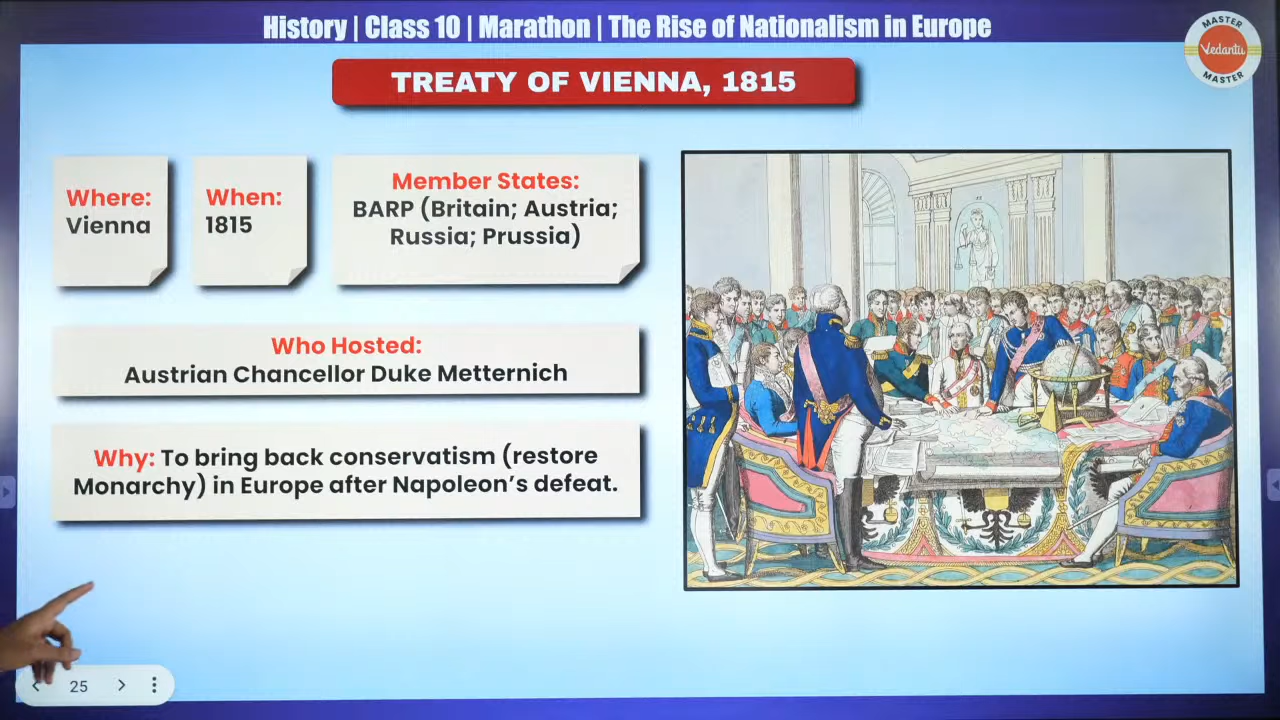 History | Class 10 | Marathon | The Rise of Nationalism in Europe
MASTER
Vedantu
MASTER
TREATY OF VIENNA, 1815
Where:
Vienna
When:
1815
Member States:
BARP (Britain; Austria;
Russia; Prussia)
Who Hosted:
Austrian Chancellor Duke Metternich
Why: To bring back conservatism (restore
Monarchy) in Europe after Napoleon's defeat.
25